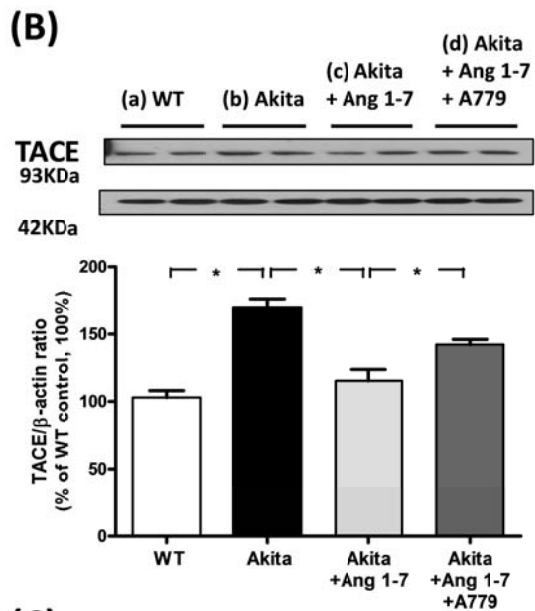 (B)
(a) WT
(b) Akita
(c) Akita
+ Ang 1-7
(d) Akita
+ Ang 1-7
+ A779
TACE
93KDa
42KDa
TACE/β-actin ratio
(% of WT control, 100%)
200
150
100
50
0
* * *
WT
Akita
Akita
+Ang 1-7
Akita
+Ang 1-7
+A779